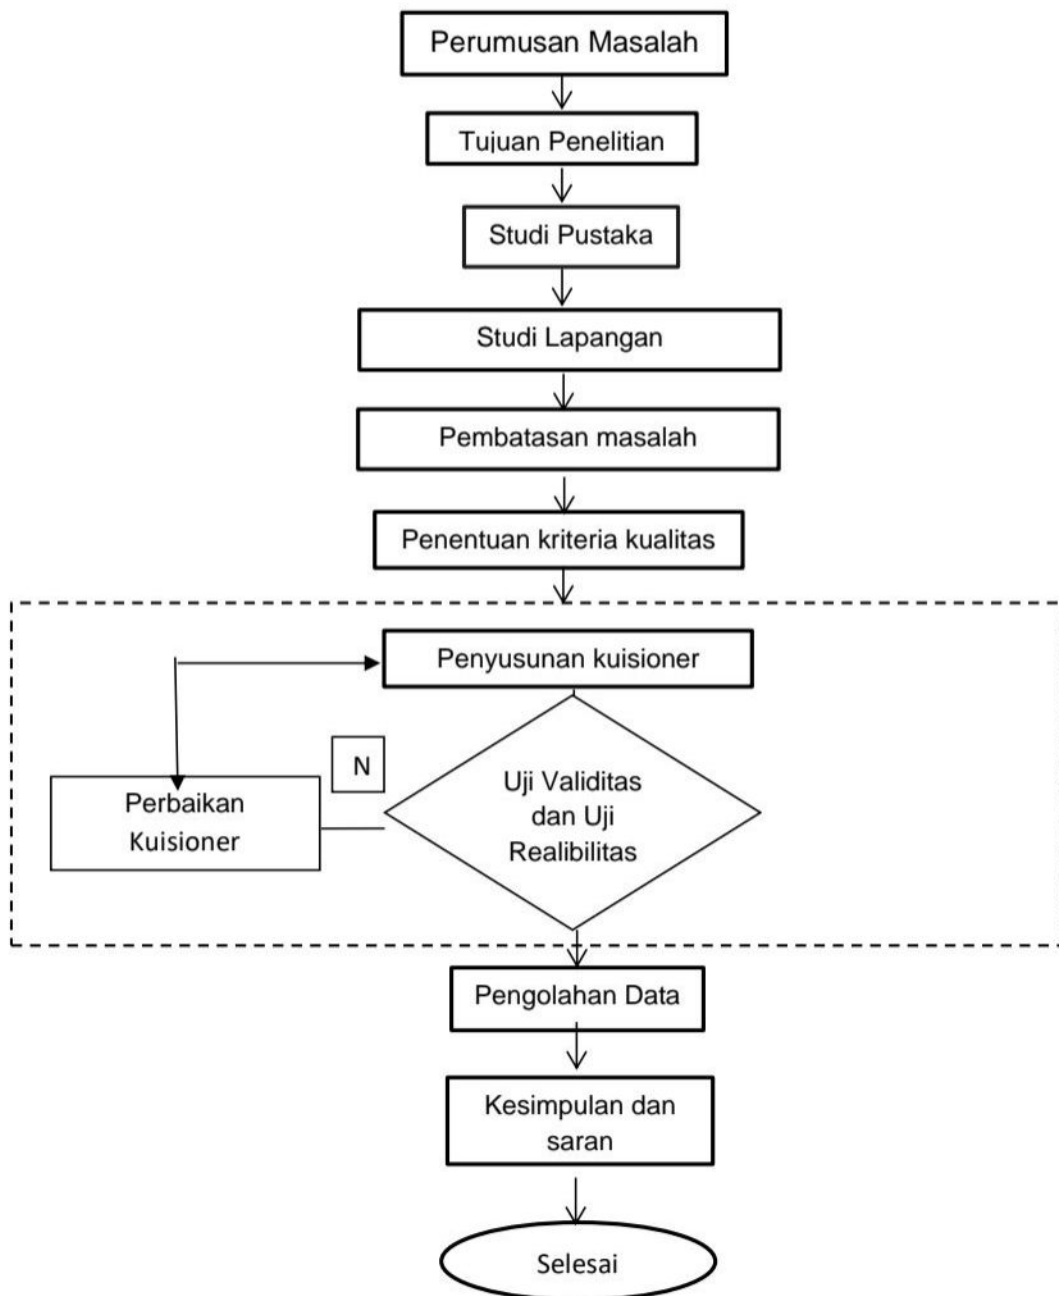 Perumusan Masalah
Tujuan Penelitian
Studi Pustaka
Studi Lapangan
Pembatasan masalah
Penentuan kriteria kualitas
Penyusunan kuisioner
N
Uji Validitas
dan Uji
Realibilitas
Perbaikan
Kuisioner
Pengolahan Data
Kesimpulan dan
saran
Selesai